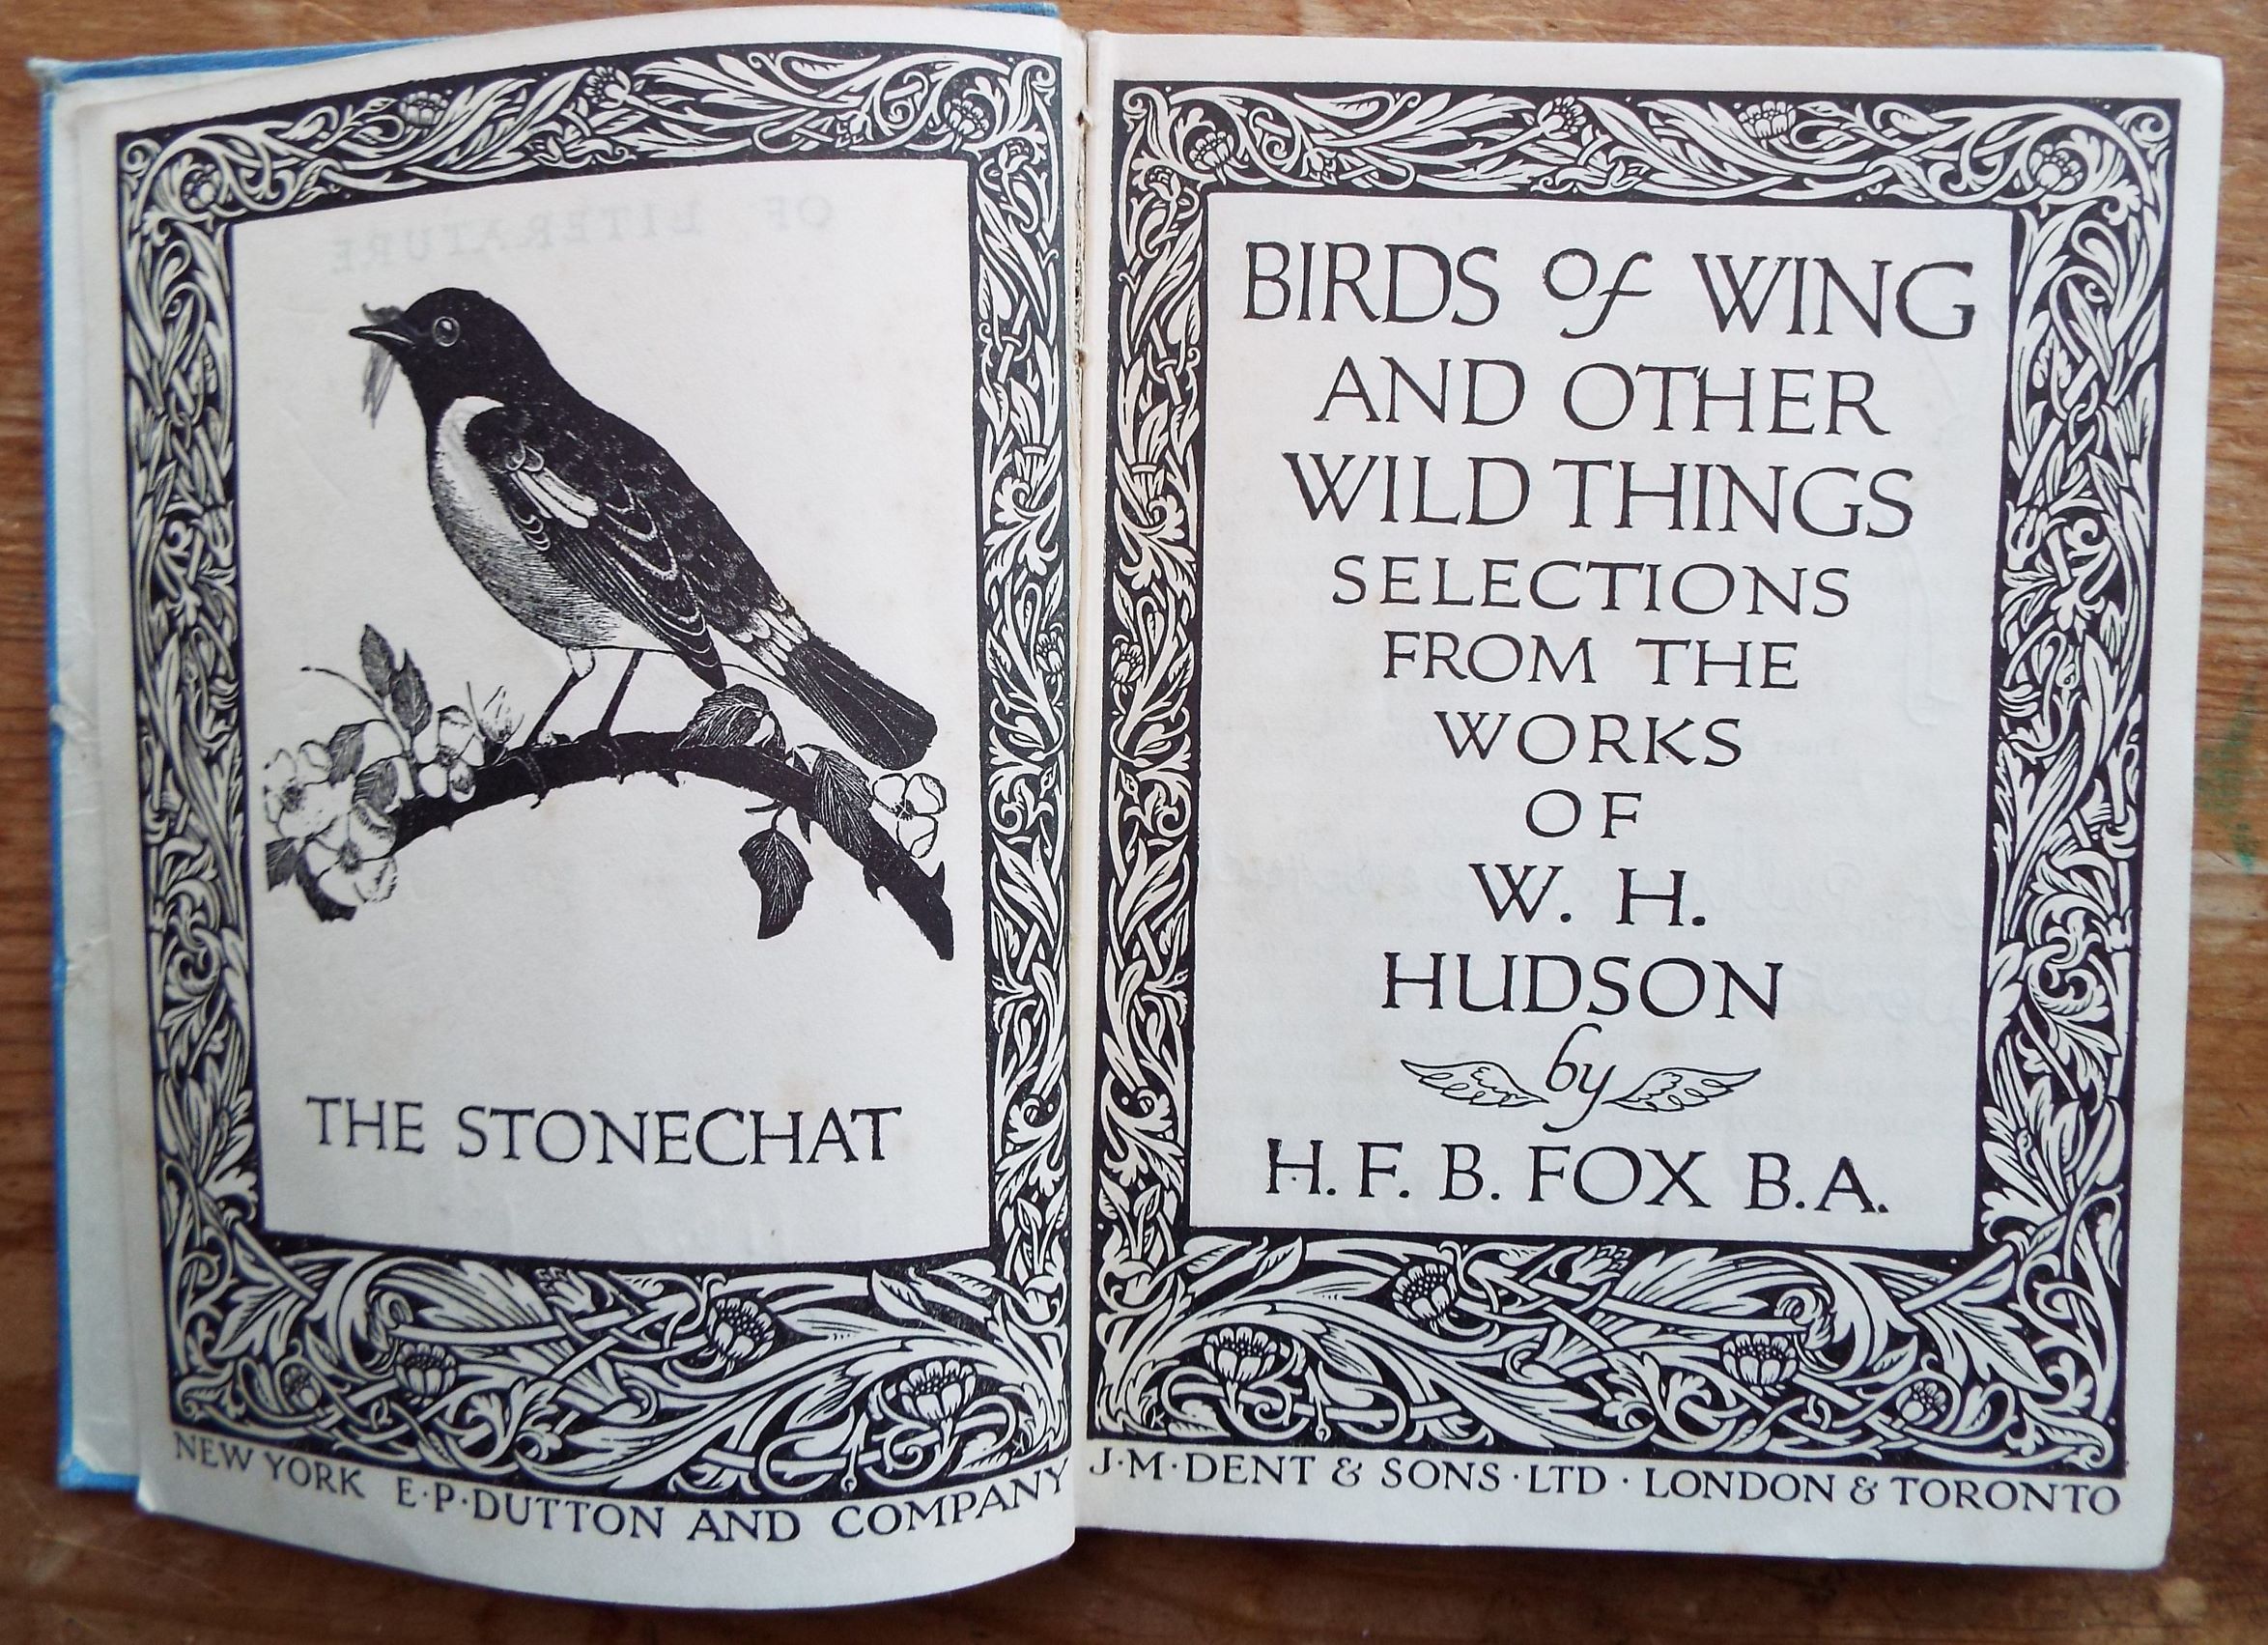 THE STONECHAT
NEW YORK E·P·DUTTON AND COMPANY
BIRDS of WING
AND OTHER
WILD THINGS
SELECTIONS
FROM THE
WORKS
OF
W. H.
HUDSON
by
H. F. B. FOX B.A.
J·M·DENT & SONS·LTD·LONDON & TORONTO